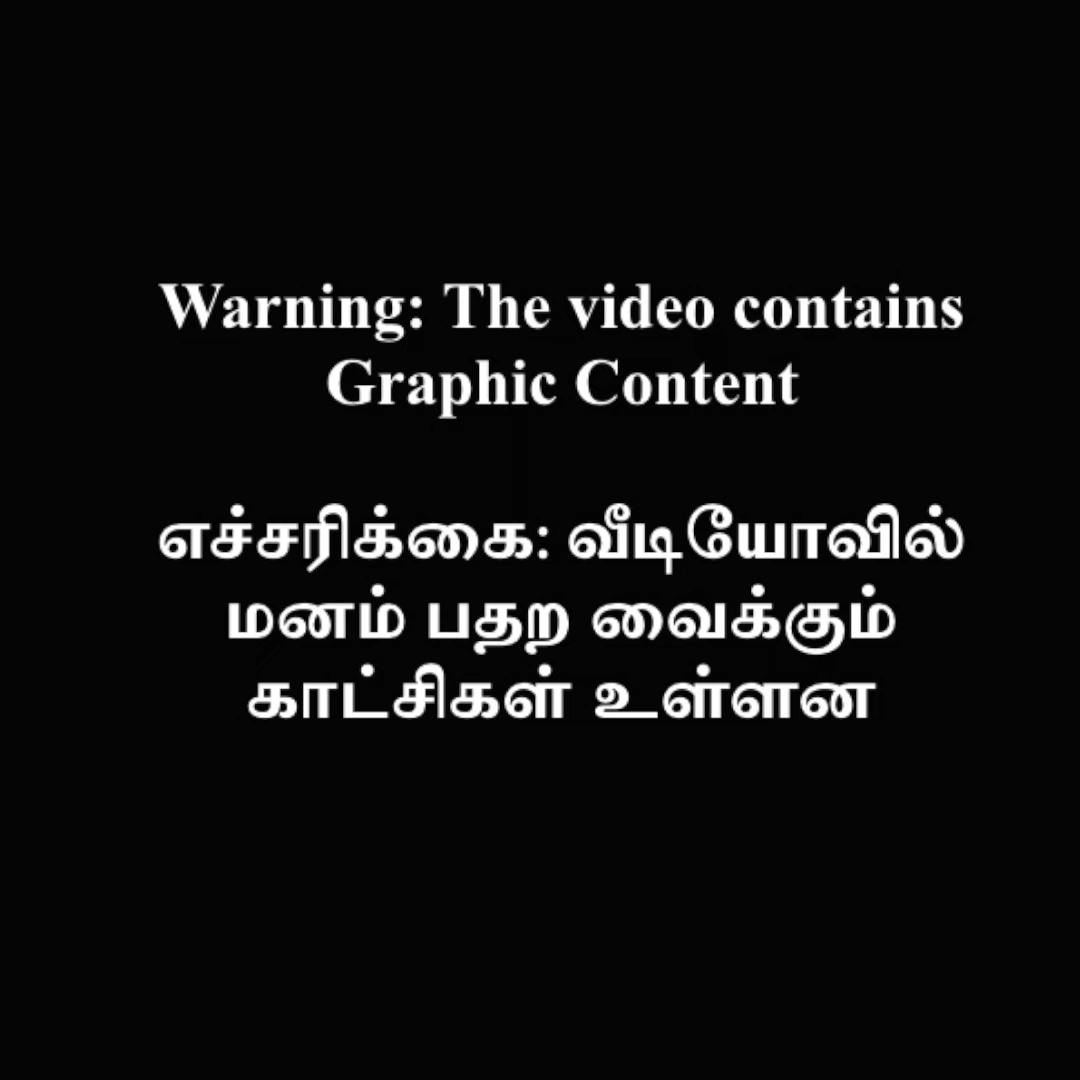 Warning: The video contains
Graphic Content
எச்சரிக்கை: வீடியோவில்
மனம் பதற வைக்கும்
காட்சிகள் உள்ளன